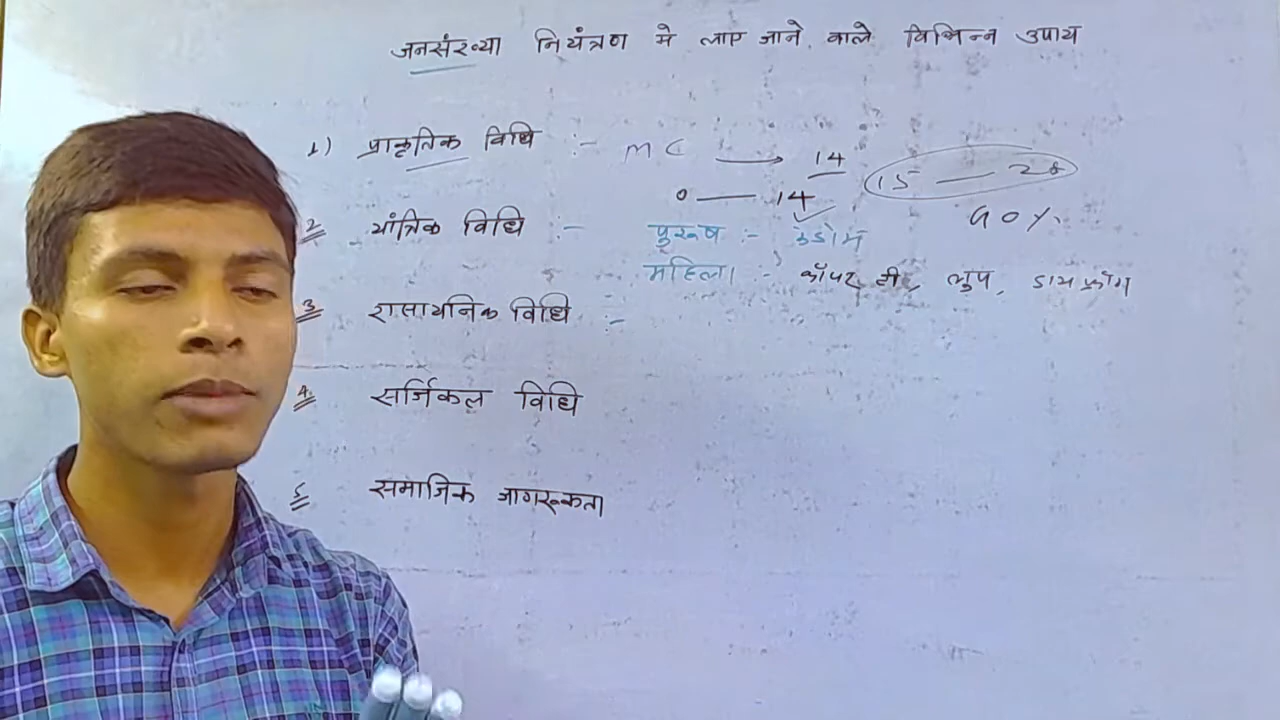 जनसंख्या नियंत्रण मे लाए जाने वाले विभिन्न उपाय
1) प्राकृतिक विधि :- MC → 14 15 — 28
0 — 14 90%.
2 यांत्रिक विधि :- पुरूष :- कंडोम
महिला :- कॉपर टी, लुप, डायफ्राम
3 रासायनिक विधि :-
4. सर्जिकल विधि
5 समाजिक जागरूकता